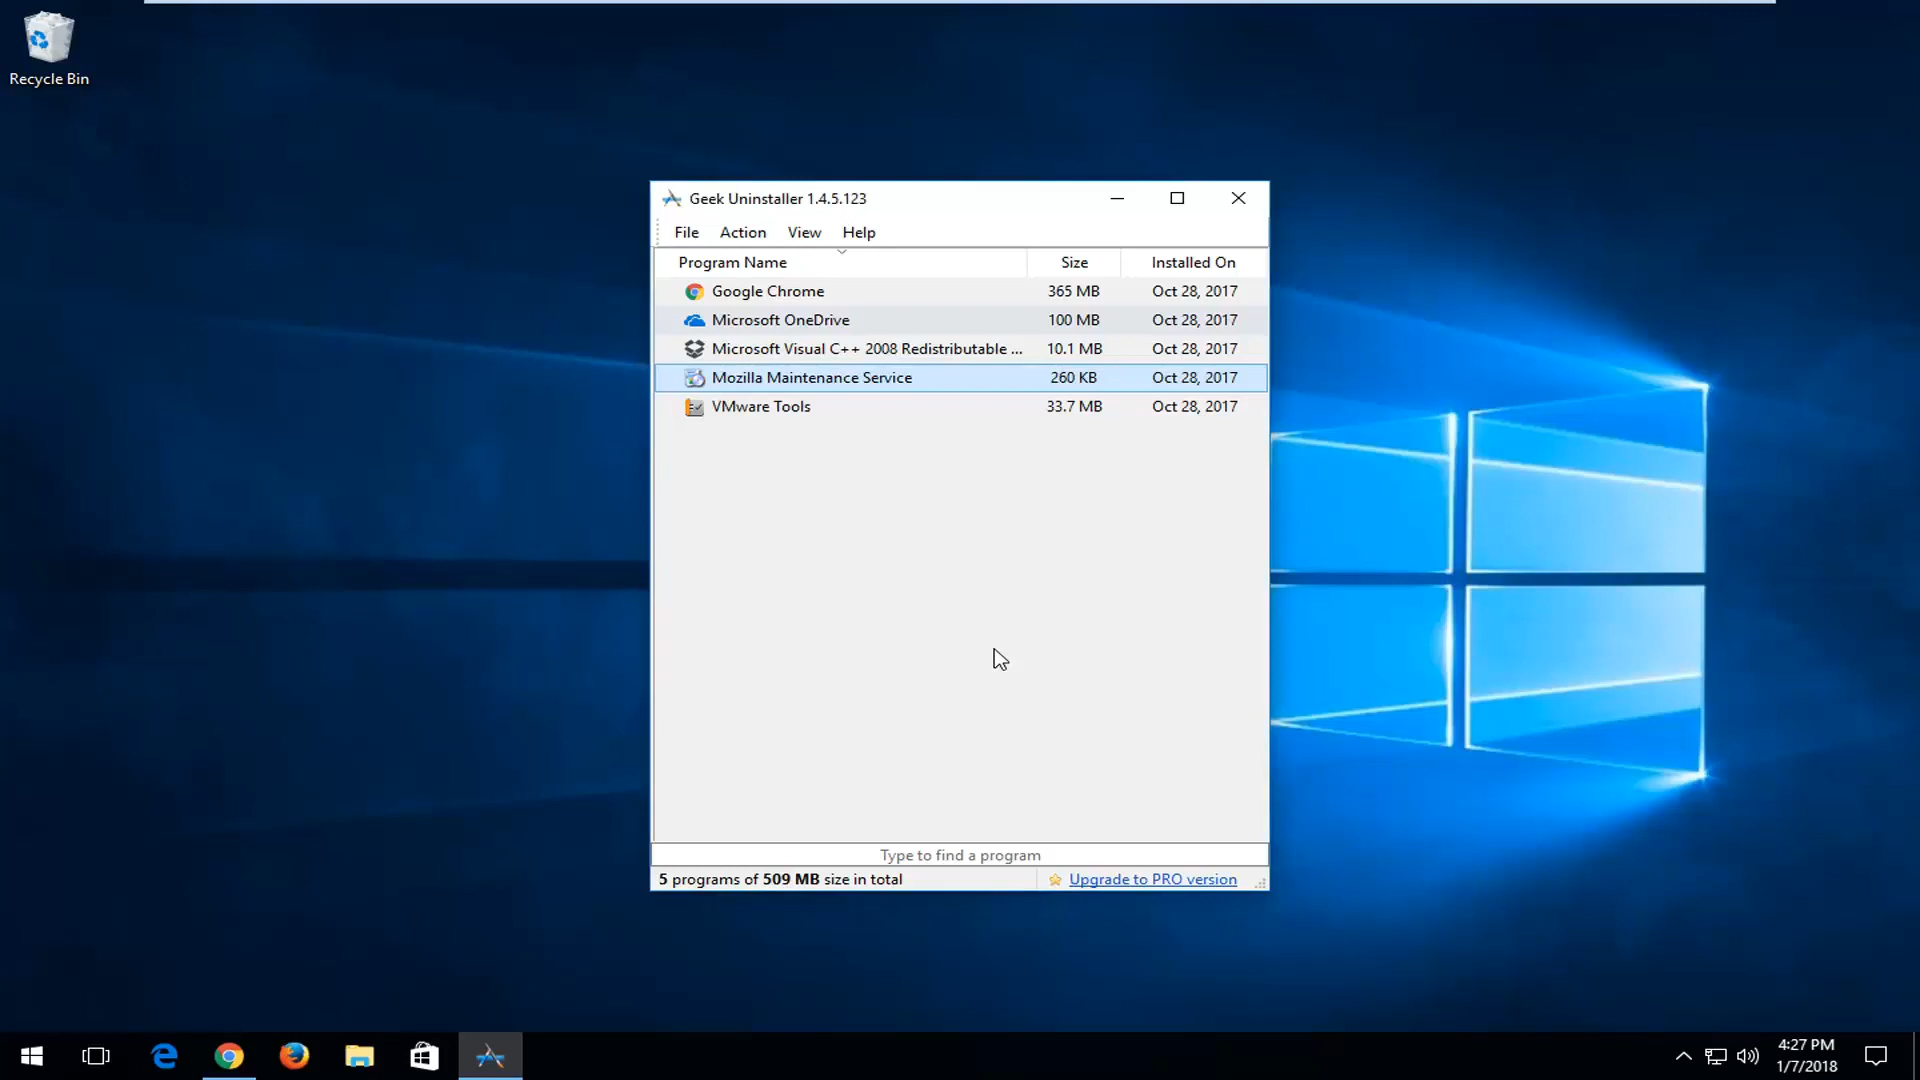 Recycle Bin
Geek Uninstaller 1.4.5.123
File Action View Help
Program Name Size Installed On
Google Chrome 365 MB Oct 28, 2017
Microsoft OneDrive 100 MB Oct 28, 2017
Microsoft Visual C++ 2008 Redistributable ... 10.1 MB Oct 28, 2017
Mozilla Maintenance Service 260 KB Oct 28, 2017
VMware Tools 33.7 MB Oct 28, 2017
Type to find a program
5 programs of 509 MB size in total Upgrade to PRO version
4:27 PM
1/7/2018